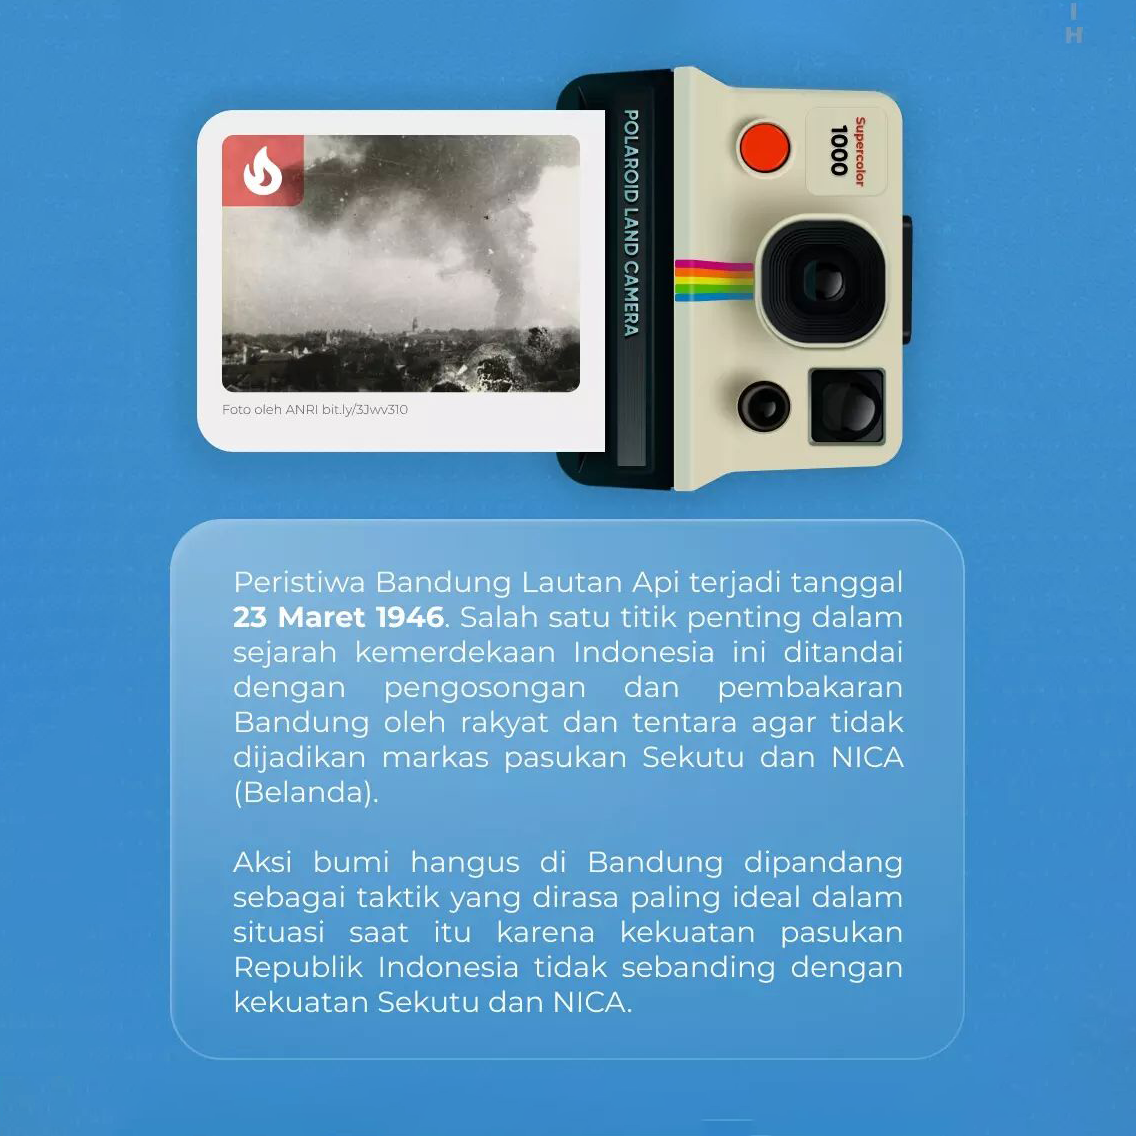 I
H
POLAROID LAND CAMERA
Supercolor
1000
Foto oleh ANRI bit.ly/3Jwv31O
Peristiwa Bandung Lautan Api terjadi tanggal
23 Maret 1946. Salah satu titik penting dalam
sejarah kemerdekaan Indonesia ini ditandai
dengan pengosongan dan pembakaran
Bandung oleh rakyat dan tentara agar tidak
dijadikan markas pasukan Sekutu dan NICA
(Belanda).
Aksi bumi hangus di Bandung dipandang
sebagai taktik yang dirasa paling ideal dalam
situasi saat itu karena kekuatan pasukan
Republik Indonesia tidak sebanding dengan
kekuatan Sekutu dan NICA.